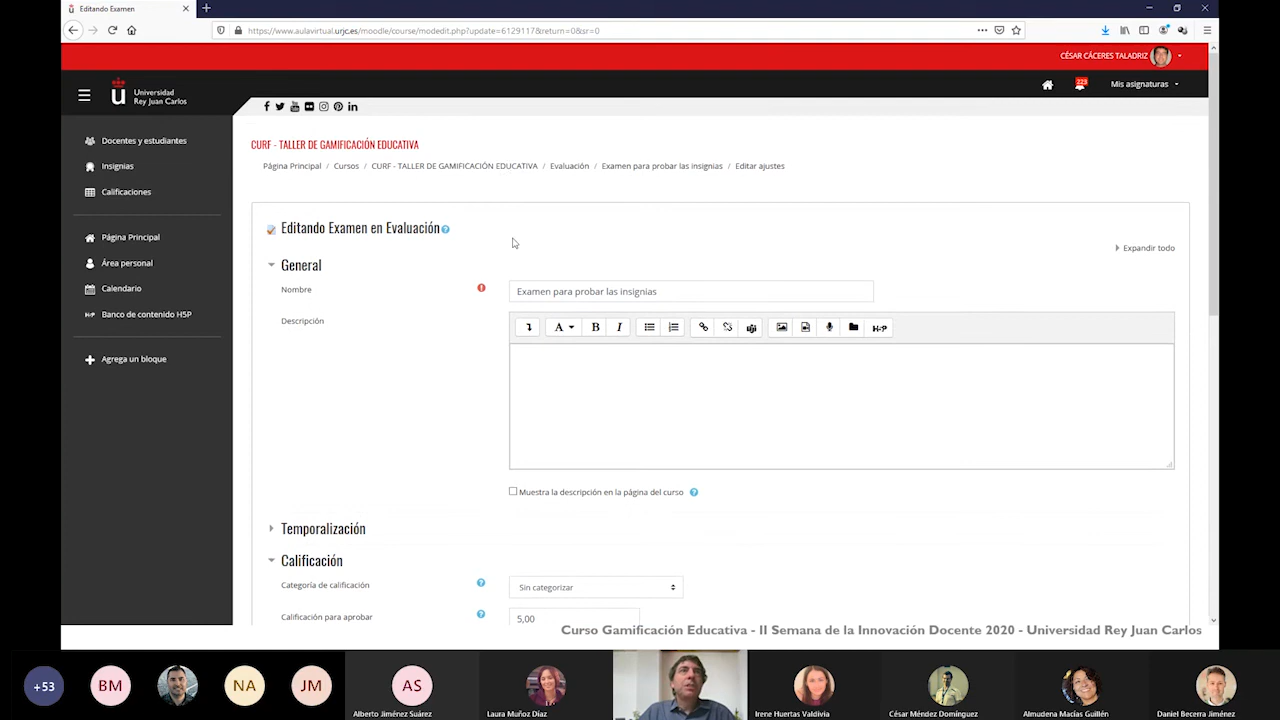 Editando Examen
https://www.aulavirtual.urjc.es/moodle/course/modedit.php?update=6129117&return=0&sr=0
CÉSAR CÁCERES TALADRIZ
Universidad
Rey Juan Carlos
223
Mis asignaturas
Docentes y estudiantes
Insignias
Calificaciones
Página Principal
Área personal
Calendario
H-P Banco de contenido H5P
Agrega un bloque
CURF - TALLER DE GAMIFICACIÓN EDUCATIVA
Página Principal / Cursos / CURF - TALLER DE GAMIFICACIÓN EDUCATIVA / Evaluación / Examen para probar las insignias / Editar ajustes
Editando Examen en Evaluación
Expandir todo
General
Nombre
Examen para probar las insignias
Descripción
A B I H-P
Muestra la descripción en la página del curso
Temporalización
Calificación
Categoría de calificación
Sin categorizar
Calificación para aprobar
5,00
Curso Gamificación Educativa - II Semana de la Innovación Docente 2020 - Universidad Rey Juan Carlos
+53 BM NA JM AS
Alberto Jiménez Suárez
Laura Muñoz Díaz
Irene Huertas Valdivia
César Méndez Domínguez
Almudena Macías Guillén
Daniel Becerra Jiménez